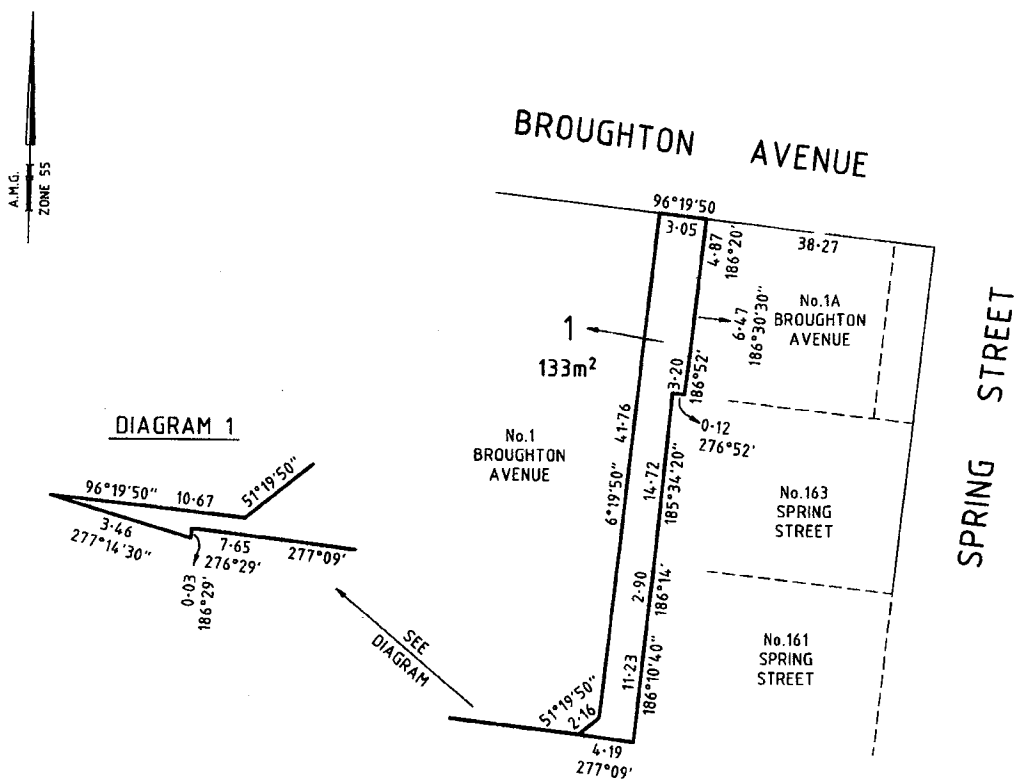 A.M.G.
ZONE 55
BROUGHTON AVENUE
96°19'50
3·05
4·87
186°20'
38·27
6·47
186°30'30"
No.1A
BROUGHTON
AVENUE
SPRING STREET
1
133m²
3·20
186°52'
0·12
276°52'
No.1
BROUGHTON
AVENUE
41·76
6°19'50"
14·72
185°34'20"
No.163
SPRING
STREET
2·90
186°14'
No.161
SPRING
STREET
11·23
186°10'40"
51°19'50"
2·16
4·19
277°09'
DIAGRAM 1
96°19'50" 10·67
51°19'50"
3·46
277°14'30"
7·65
276°29'
277°09'
0·03
186°29'
SEE
DIAGRAM